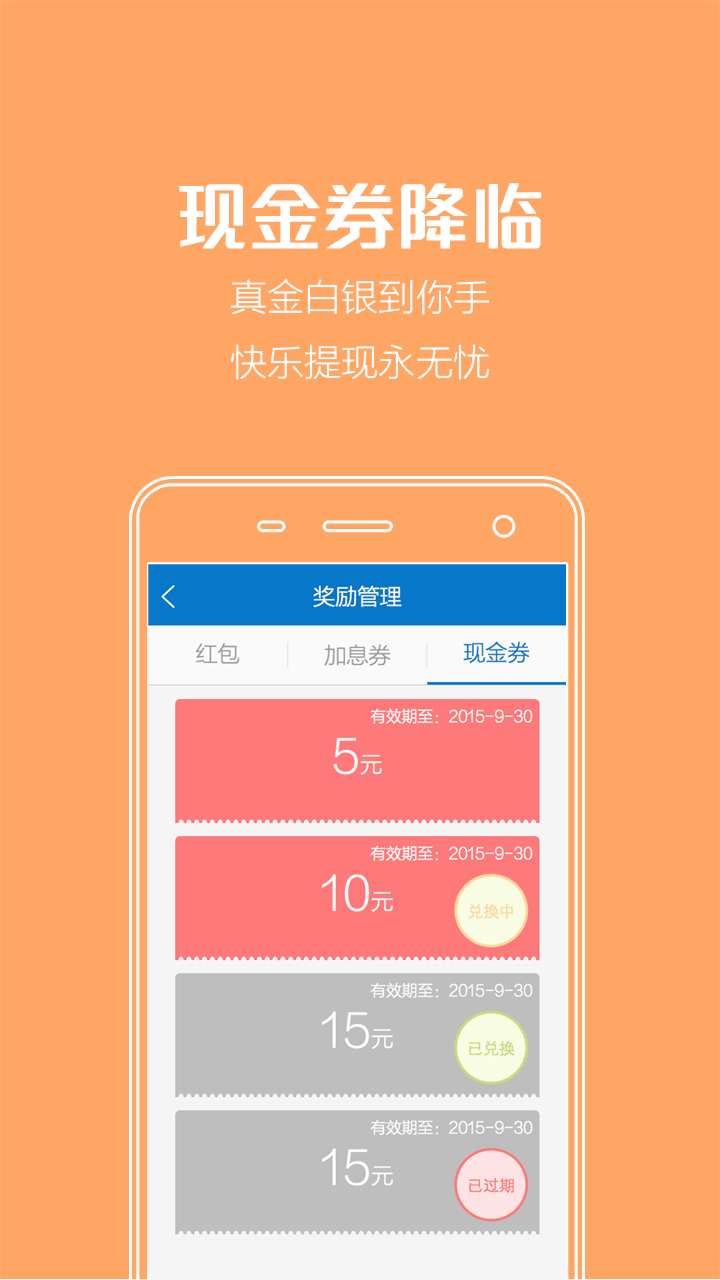 现金券降临
真金白银到你手
快乐提现永无忧
奖励管理
红包 加息券 现金券
有效期至：2015-9-30
5元
有效期至：2015-9-30
10元
兑换中
有效期至：2015-9-30
15元
已兑换
有效期至：2015-9-30
15元
已过期